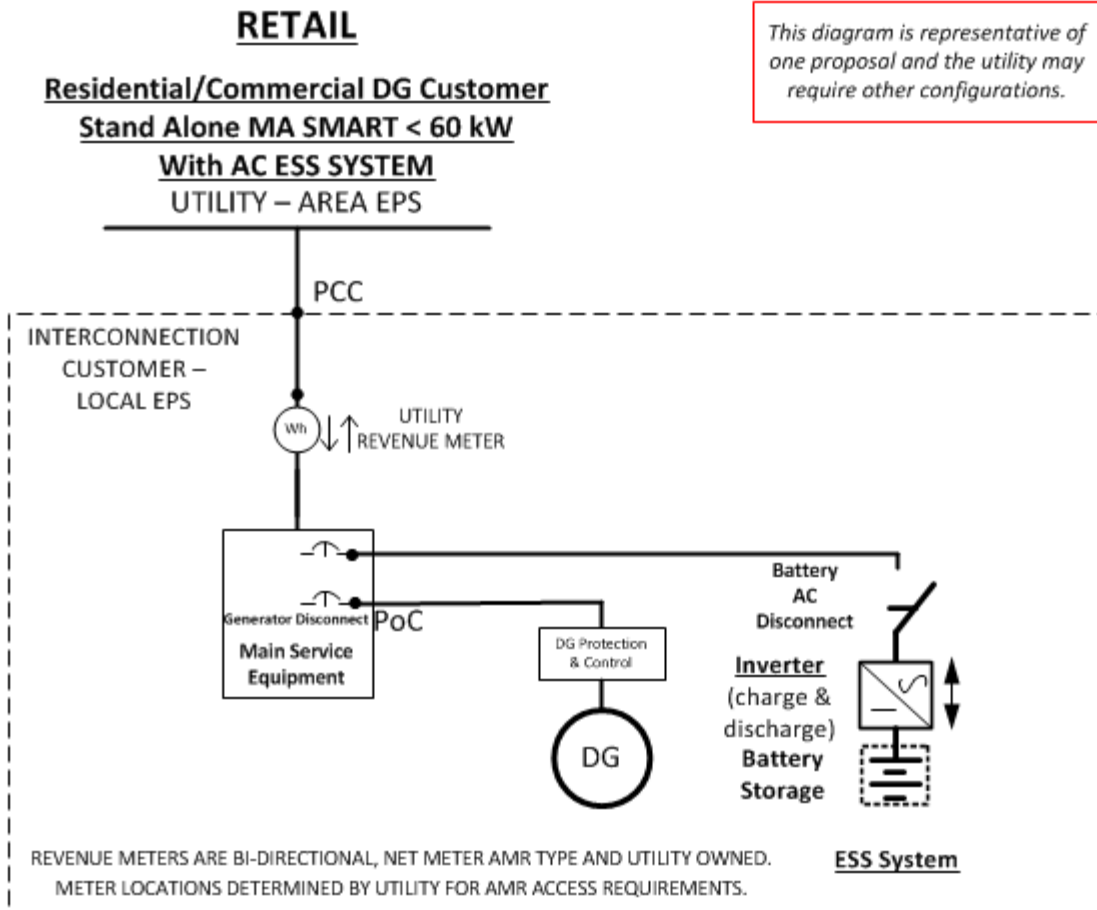 RETAIL
This diagram is representative of
one proposal and the utility may
require other configurations.
Residential/Commercial DG Customer
Stand Alone MA SMART < 60 kW
With AC ESS SYSTEM
UTILITY – AREA EPS
PCC
INTERCONNECTION
CUSTOMER –
LOCAL EPS
Wh
UTILITY
REVENUE METER
Generator Disconnect
PoC
Main Service
Equipment
DG Protection
& Control
DG
Battery
AC
Disconnect
Inverter
(charge &
discharge)
Battery
Storage
ESS System
REVENUE METERS ARE BI-DIRECTIONAL, NET METER AMR TYPE AND UTILITY OWNED.
METER LOCATIONS DETERMINED BY UTILITY FOR AMR ACCESS REQUIREMENTS.